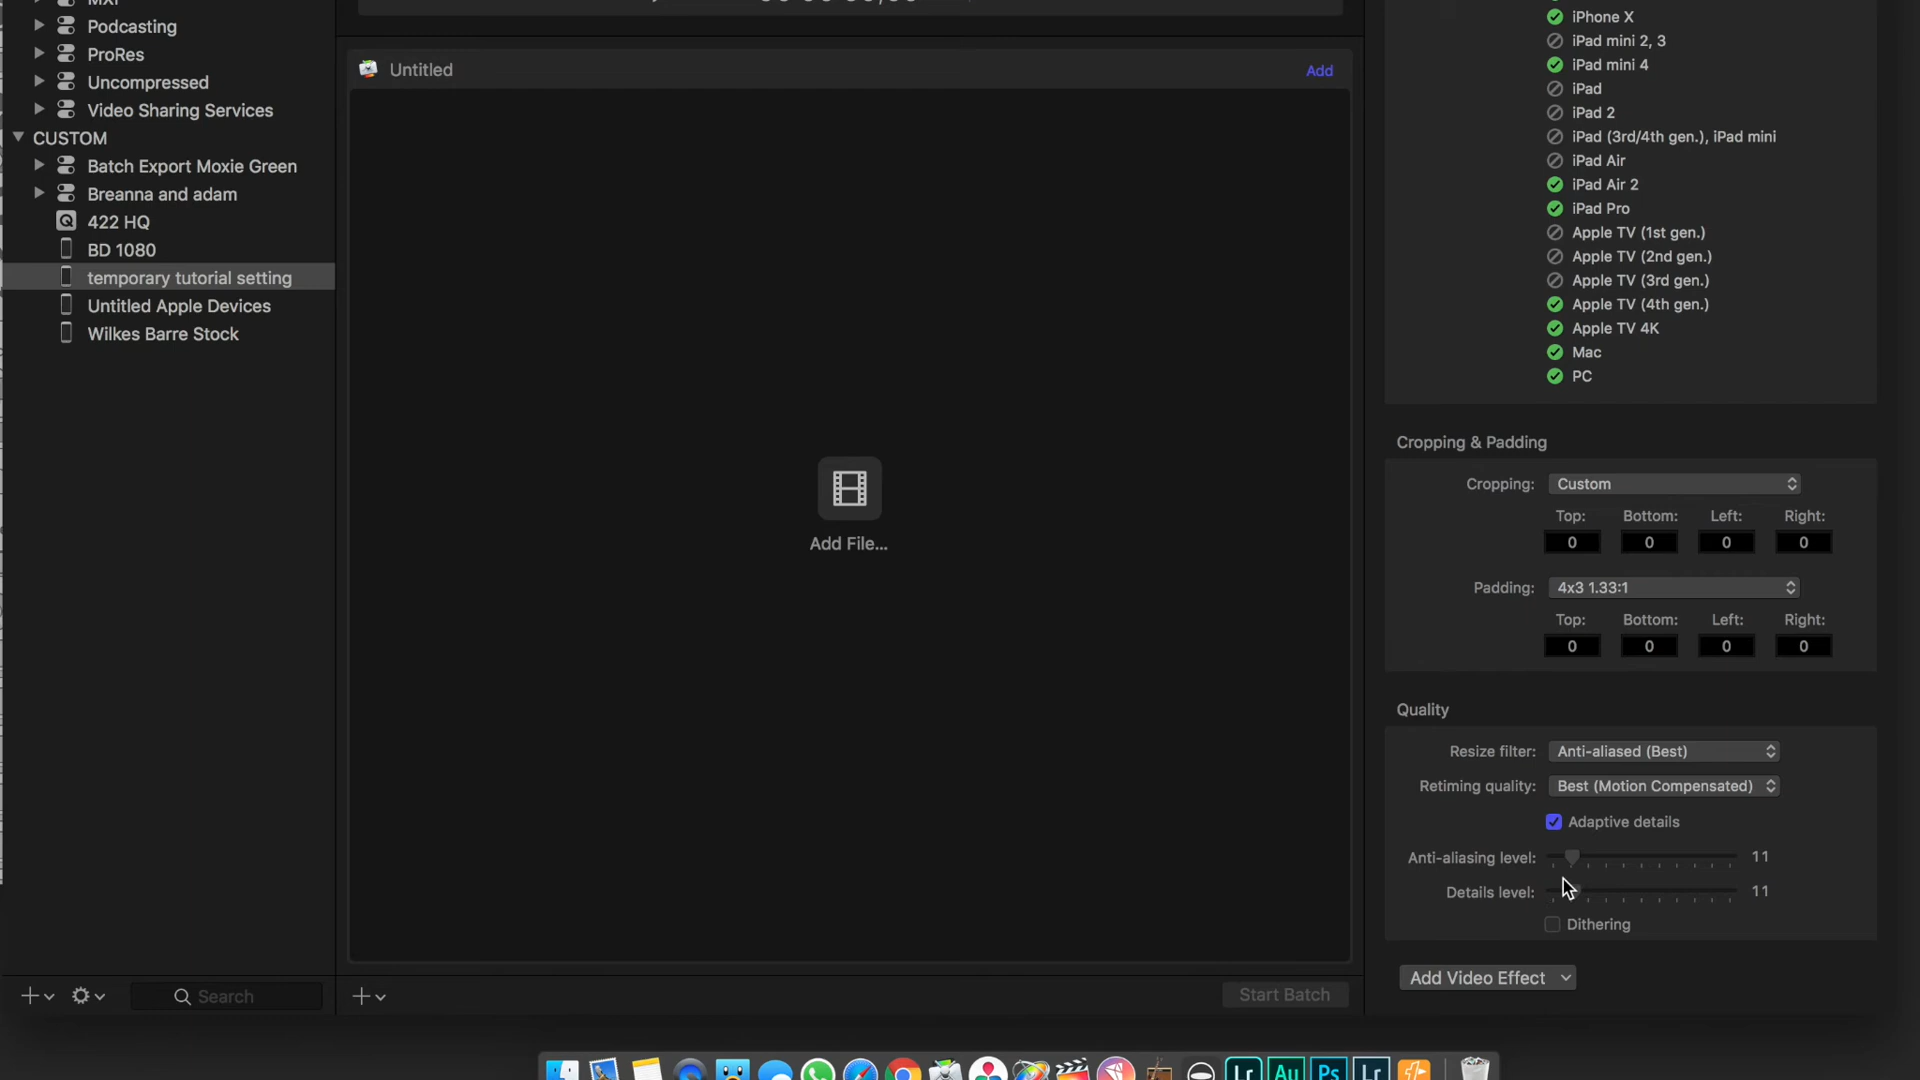 Podcasting
ProRes
Uncompressed
Video Sharing Services
CUSTOM
Batch Export Moxie Green
Breanna and adam
422 HQ
BD 1080
temporary tutorial setting
Untitled Apple Devices
Wilkes Barre Stock
Search
Untitled
Add
Add File...
Start Batch
iPhone X
iPad mini 2, 3
iPad mini 4
iPad
iPad 2
iPad (3rd/4th gen.), iPad mini
iPad Air
iPad Air 2
iPad Pro
Apple TV (1st gen.)
Apple TV (2nd gen.)
Apple TV (3rd gen.)
Apple TV (4th gen.)
Apple TV 4K
Mac
PC
Cropping & Padding
Cropping: Custom
Top: Bottom: Left: Right:
0 0 0 0
Padding: 4x3 1.33:1
Top: Bottom: Left: Right:
0 0 0 0
Quality
Resize filter: Anti-aliased (Best)
Retiming quality: Best (Motion Compensated)
Adaptive details
Anti-aliasing level: 11
Details level: 11
Dithering
Add Video Effect
Lr Au Ps Lr